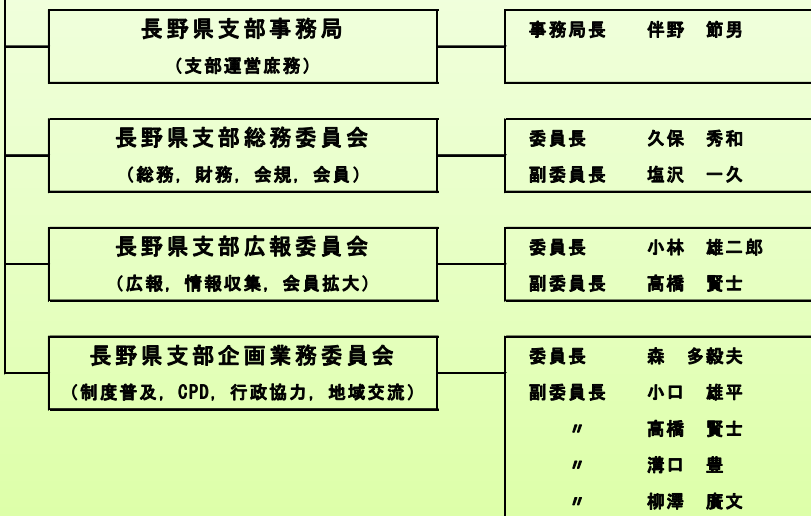 長野県支部事務局
事務局長 伴野 節男
（支部運営庶務）
長野県支部総務委員会
委員長 久保 秀和
（総務，財務，会規，会員）
副委員長 塩沢 一久
長野県支部広報委員会
委員長 小林 雄二郎
（広報，情報収集，会員拡大）
副委員長 高橋 賢士
長野県支部企画業務委員会
委員長 森 多毅夫
（制度普及，CPD，行政協力，地域交流）
副委員長 小口 雄平
〃 高橋 賢士
〃 溝口 豊
〃 柳澤 廣文